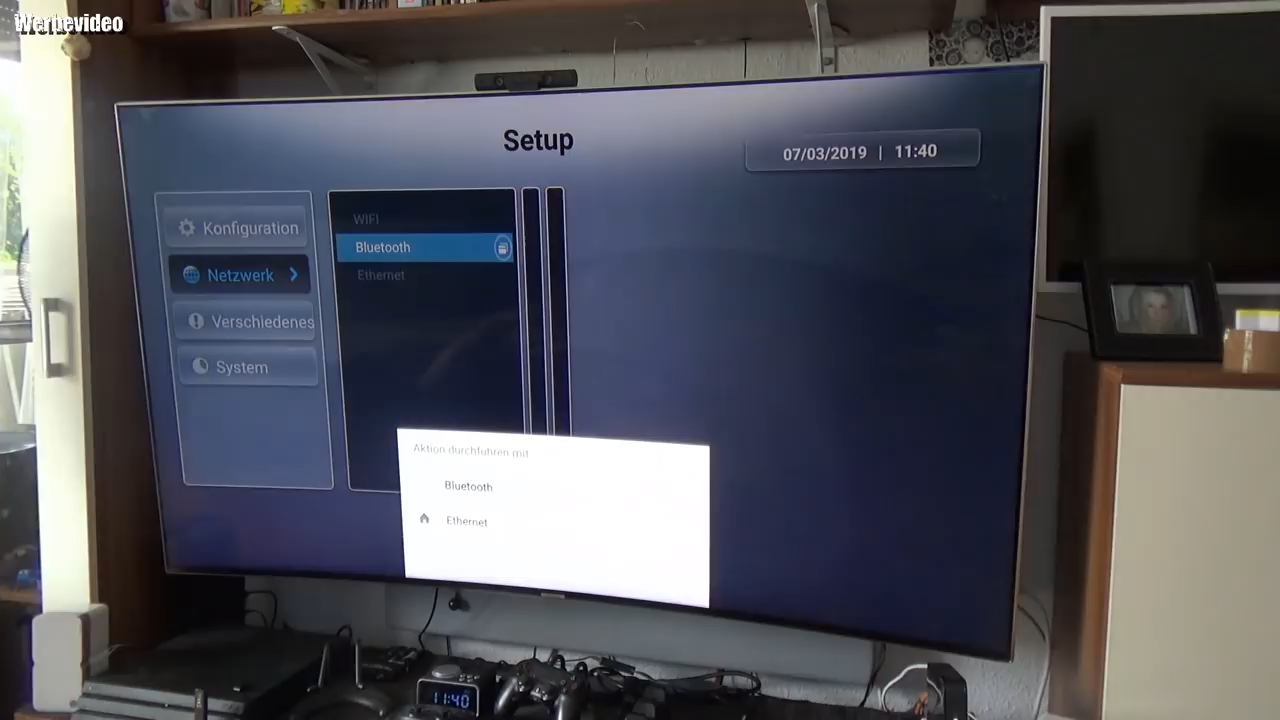 Werbevideo
Setup
07/03/2019 | 11:40
Konfiguration
Netzwerk
Verschiedenes
System
WIFI
Bluetooth
Ethernet
Aktion durchführen mit
Bluetooth
Ethernet
11:40